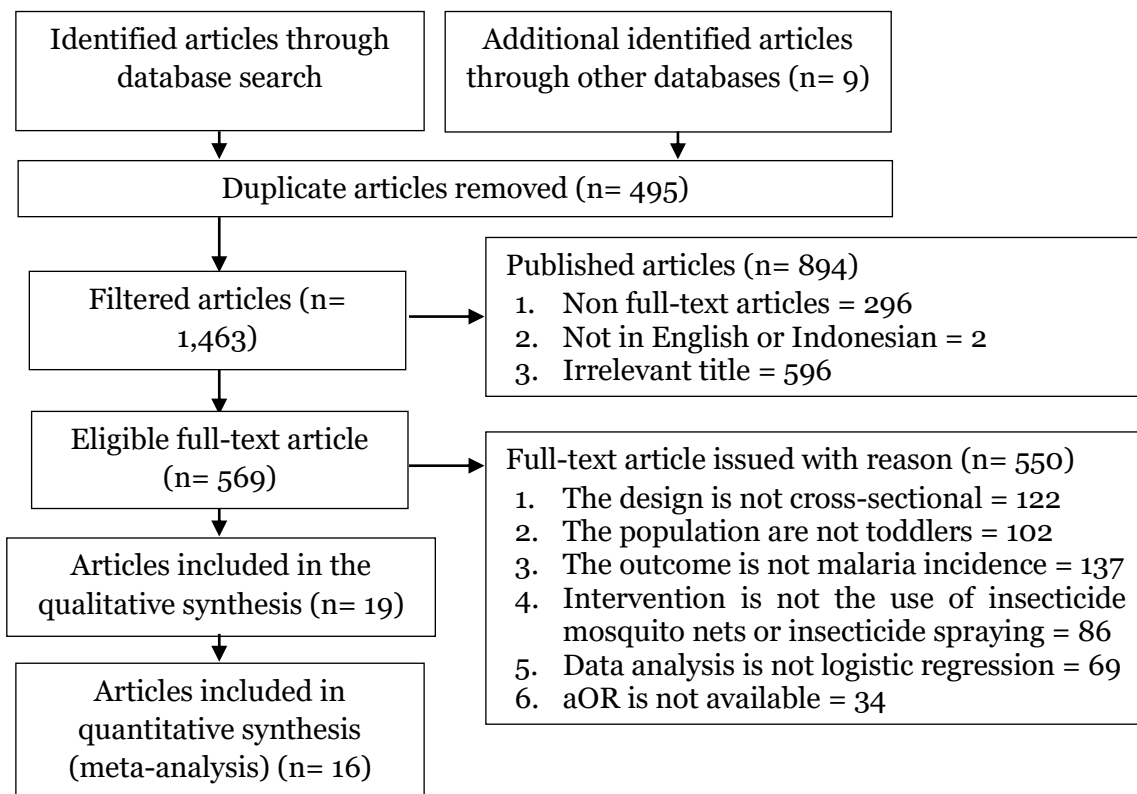 Identified articles through
database search
Additional identified articles
through other databases (n= 9)
Duplicate articles removed (n= 495)
Filtered articles (n=
1,463)
Published articles (n= 894)
1. Non full-text articles = 296
2. Not in English or Indonesian = 2
3. Irrelevant title = 596
Eligible full-text article
(n= 569)
Full-text article issued with reason (n= 550)
1. The design is not cross-sectional = 122
2. The population are not toddlers = 102
3. The outcome is not malaria incidence = 137
4. Intervention is not the use of insecticide
mosquito nets or insecticide spraying = 86
5. Data analysis is not logistic regression = 69
6. aOR is not available = 34
Articles included in the
qualitative synthesis (n= 19)
Articles included in
quantitative synthesis
(meta-analysis) (n= 16)